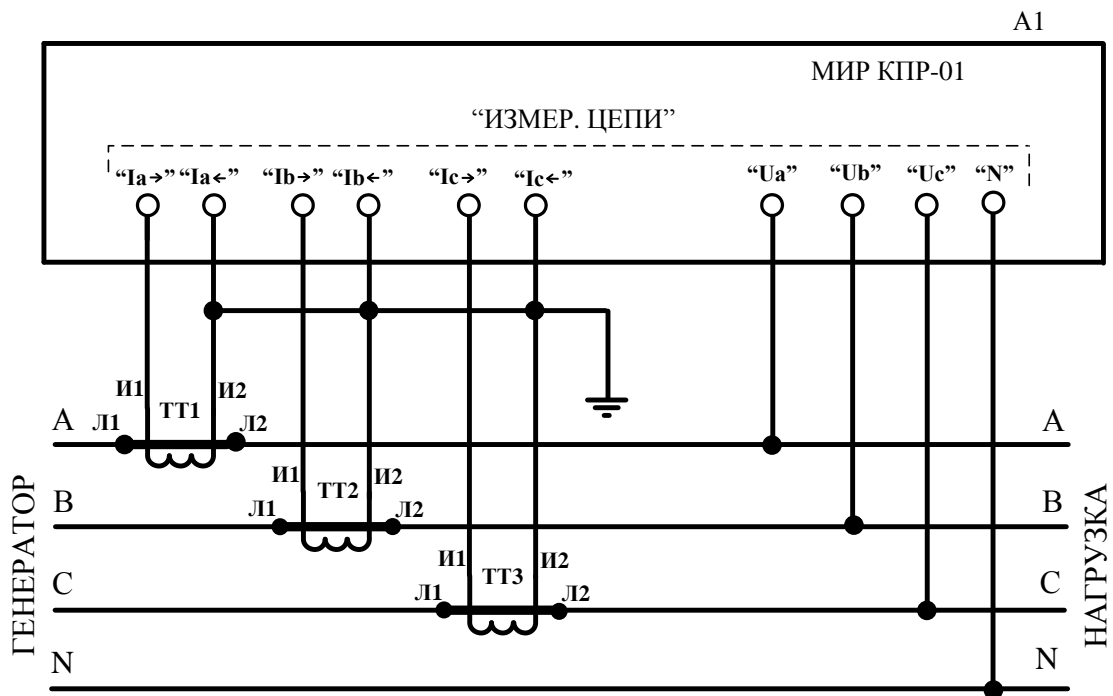 А1
МИР КПР-01
“ИЗМЕР. ЦЕПИ”
“Ia→” “Ia←” “Ib→” “Ib←” “Ic→” “Ic←” “Ua” “Ub” “Uc” “N”
И1 ТТ1 И2
A Л1 Л2 A
И1 ТТ2 И2
B Л1 Л2 B
И1 ТТ3 И2
C Л1 Л2 C
N N
ГЕНЕРАТОР
НАГРУЗКА